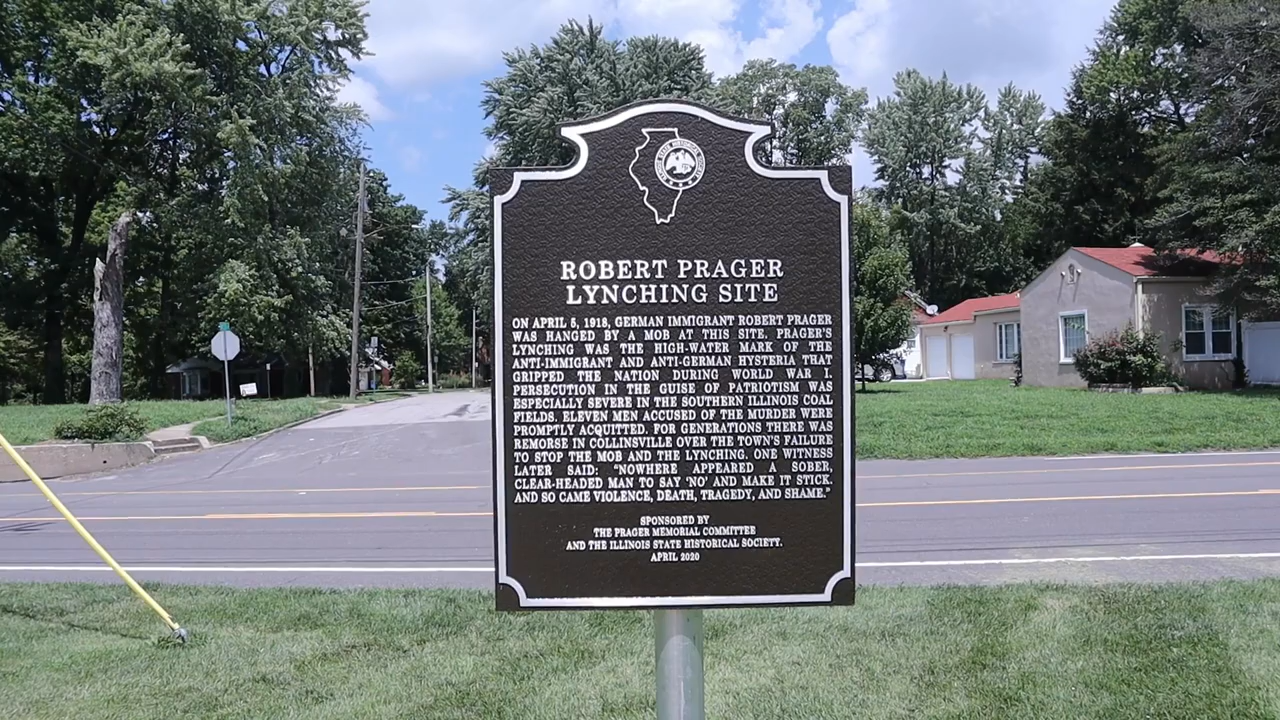 ROBERT PRAGER
LYNCHING SITE
ON APRIL 5, 1918, GERMAN IMMIGRANT ROBERT PRAGER
WAS HANGED BY A MOB AT THIS SITE. PRAGER'S
LYNCHING WAS THE HIGH-WATER MARK OF THE
ANTI-IMMIGRANT AND ANTI-GERMAN HYSTERIA THAT
GRIPPED THE NATION DURING WORLD WAR I.
PERSECUTION IN THE GUISE OF PATRIOTISM WAS
ESPECIALLY SEVERE IN THE SOUTHERN ILLINOIS COAL
FIELDS. ELEVEN MEN ACCUSED OF THE MURDER WERE
PROMPTLY ACQUITTED. FOR GENERATIONS THERE WAS
REMORSE IN COLLINSVILLE OVER THE TOWN'S FAILURE
TO STOP THE MOB AND THE LYNCHING. ONE WITNESS
LATER SAID: "NOWHERE APPEARED A SOBER,
CLEAR-HEADED MAN TO SAY 'NO' AND MAKE IT STICK.
AND SO CAME VIOLENCE, DEATH, TRAGEDY, AND SHAME."
SPONSORED BY
THE PRAGER MEMORIAL COMMITTEE
AND THE ILLINOIS STATE HISTORICAL SOCIETY.
APRIL 2020